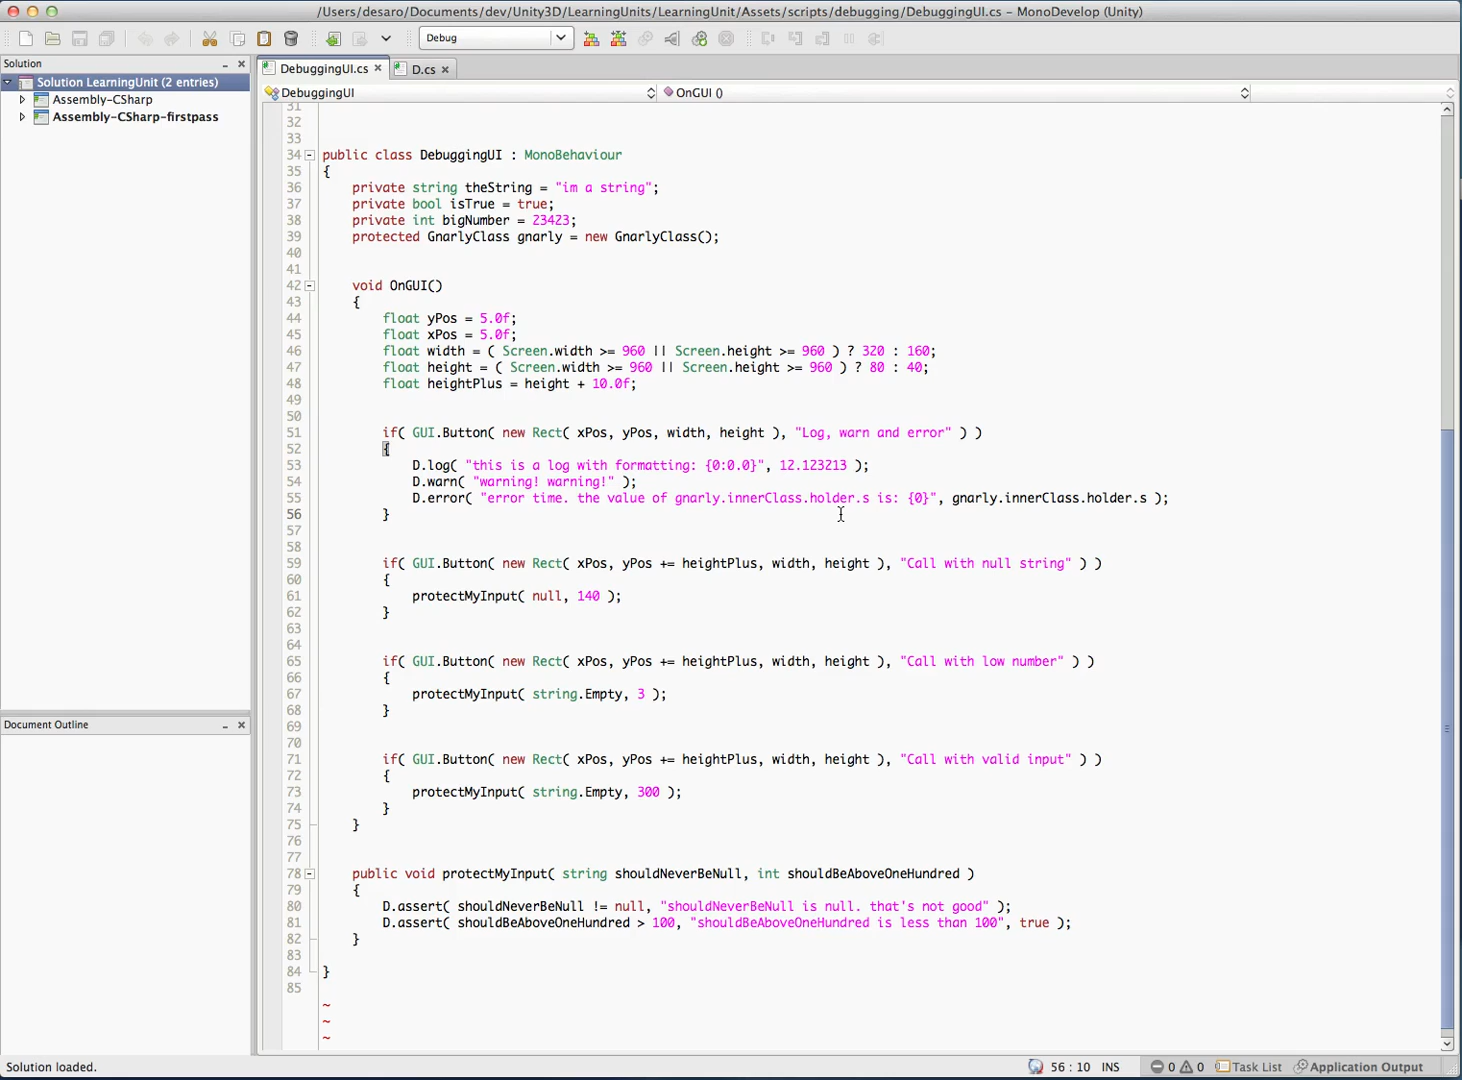 /Users/desaro/Documents/dev/Unity3D/LearningUnits/LearningUnit/Assets/scripts/debugging/DebuggingUI.cs – MonoDevelop (Unity)
Debug
Solution
DebuggingUI.cs
D.cs
Solution LearningUnit (2 entries)
DebuggingUI
OnGUI ()
Assembly-CSharp
Assembly-CSharp-firstpass
31
32
33
34 public class DebuggingUI : MonoBehaviour
35 {
36 private string theString = "im a string";
37 private bool isTrue = true;
38 private int bigNumber = 23423;
39 protected GnarlyClass gnarly = new GnarlyClass();
40
41
42 void OnGUI()
43 {
44 float yPos = 5.0f;
45 float xPos = 5.0f;
46 float width = ( Screen.width >= 960 || Screen.height >= 960 ) ? 320 : 160;
47 float height = ( Screen.width >= 960 || Screen.height >= 960 ) ? 80 : 40;
48 float heightPlus = height + 10.0f;
49
50
51 if( GUI.Button( new Rect( xPos, yPos, width, height ), "Log, warn and error" ) )
52 {
53 D.log( "this is a log with formatting: {0:0.0}", 12.123213 );
54 D.warn( "warning! warning!" );
55 D.error( "error time. the value of gnarly.innerClass.holder.s is: {0}", gnarly.innerClass.holder.s );
56 }
57
58
59 if( GUI.Button( new Rect( xPos, yPos += heightPlus, width, height ), "Call with null string" ) )
60 {
61 protectMyInput( null, 140 );
62 }
63
64
65 if( GUI.Button( new Rect( xPos, yPos += heightPlus, width, height ), "Call with low number" ) )
66 {
67 protectMyInput( string.Empty, 3 );
68 }
69
70
71 if( GUI.Button( new Rect( xPos, yPos += heightPlus, width, height ), "Call with valid input" ) )
72 {
73 protectMyInput( string.Empty, 300 );
74 }
75 }
76
77
78 public void protectMyInput( string shouldNeverBeNull, int shouldBeAboveOneHundred )
79 {
80 D.assert( shouldNeverBeNull != null, "shouldNeverBeNull is null. that's not good" );
81 D.assert( shouldBeAboveOneHundred > 100, "shouldBeAboveOneHundred is less than 100", true );
82 }
83
84 }
85
~
~
~
Document Outline
Solution loaded.
56 : 10 INS
0
0
Task List
Application Output